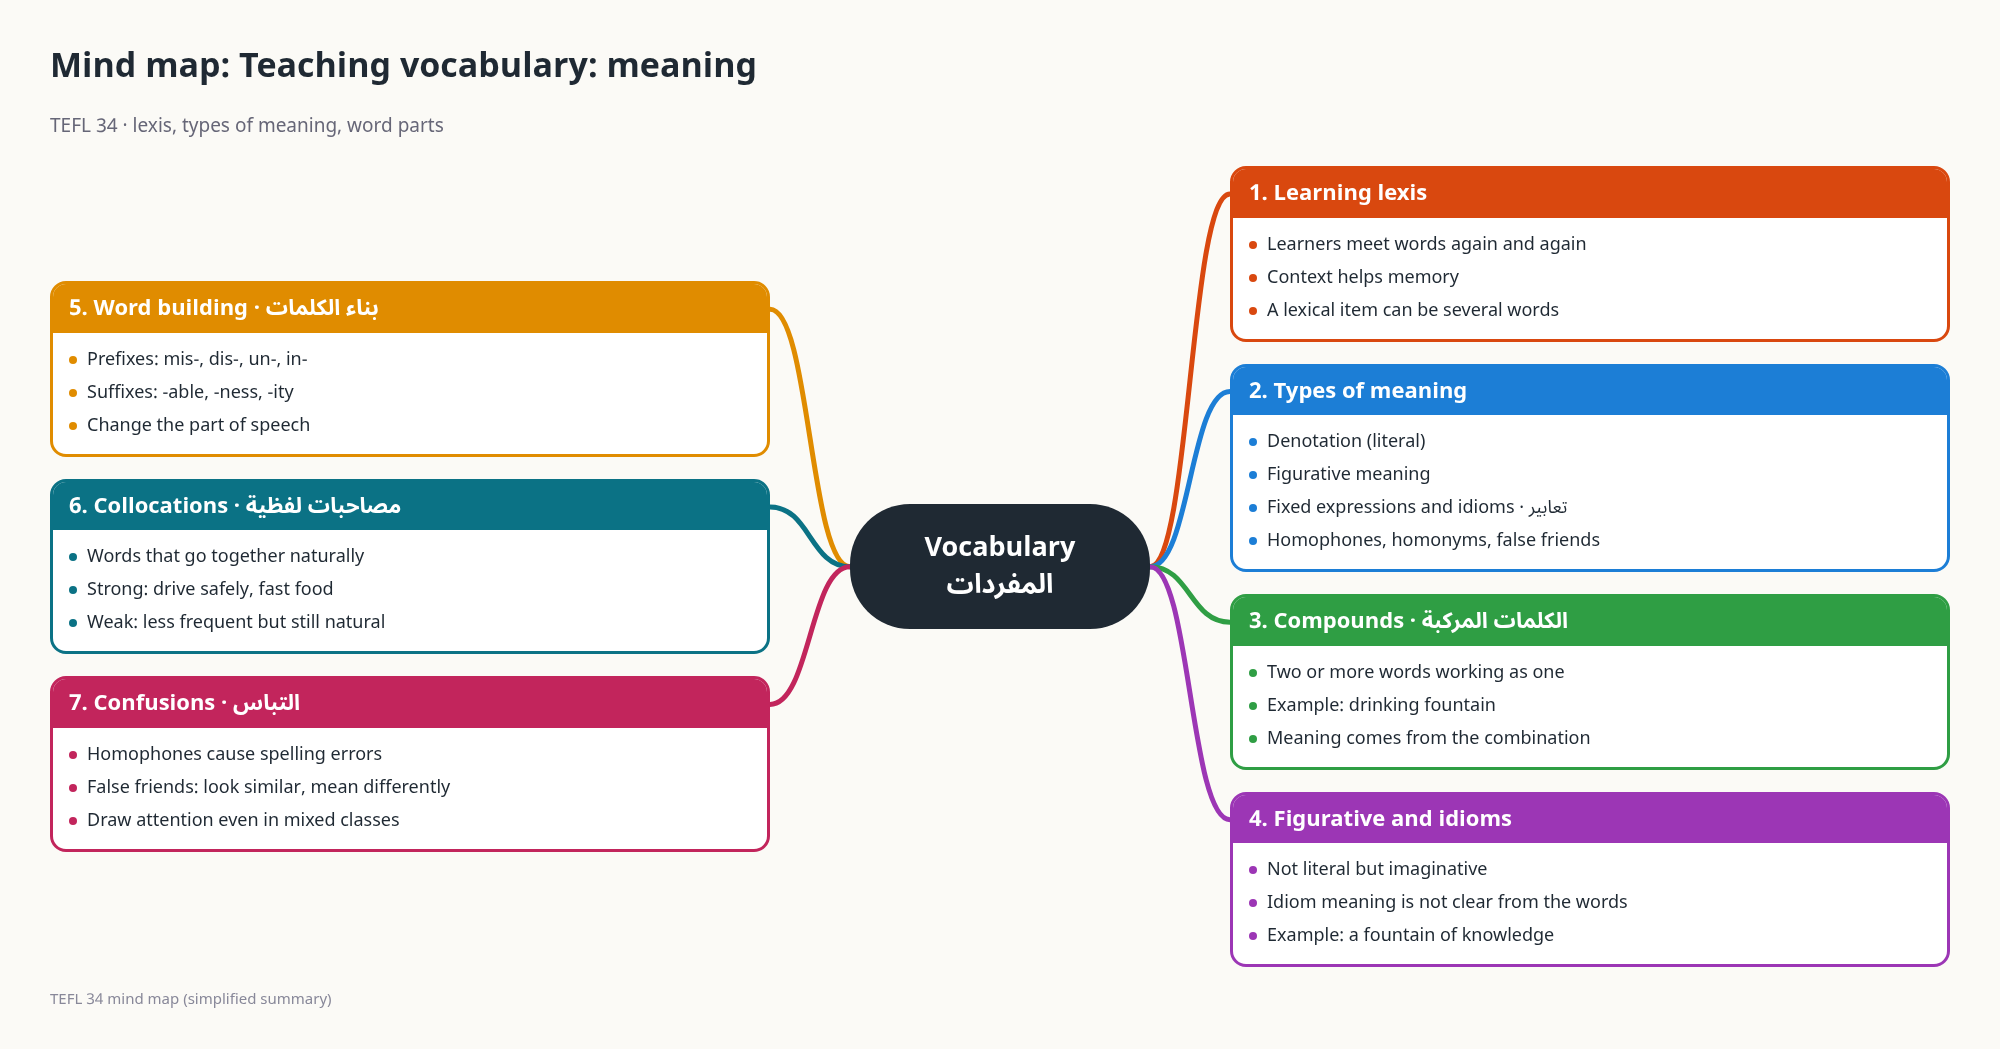 Mind map: Teaching vocabulary: meaning
TEFL 34 · lexis, types of meaning, word parts
1. Learning lexis
Learners meet words again and again
Context helps memory
A lexical item can be several words
2. Types of meaning
Denotation (literal)
Figurative meaning
Fixed expressions and idioms · تعابير
Homophones, homonyms, false friends
3. Compounds · الكلمات المركبة
Two or more words working as one
Example: drinking fountain
Meaning comes from the combination
4. Figurative and idioms
Not literal but imaginative
Idiom meaning is not clear from the words
Example: a fountain of knowledge
5. Word building · بناء الكلمات
Prefixes: mis-, dis-, un-, in-
Suffixes: -able, -ness, -ity
Change the part of speech
6. Collocations · مصاحبات لفظية
Words that go together naturally
Strong: drive safely, fast food
Weak: less frequent but still natural
7. Confusions · التباس
Homophones cause spelling errors
False friends: look similar, mean differently
Draw attention even in mixed classes
Vocabulary
المفردات
TEFL 34 mind map (simplified summary)